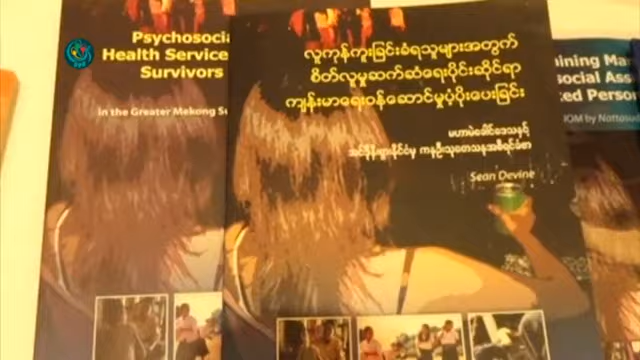 Psychosocia
Health Service
Survivors
in the Greater Mekong Su
လူကုန်ကူးခြင်းခံရသူများအတွက်
စိတ်လူမှုဆက်ဆံရေးပိုင်းဆိုင်ရာ
ကျန်းမာရေးဝန်ဆောင်မှုပံ့ပိုးပေးခြင်း
မဟာမဲခေါင်ဒေသနှင့်
အင်ဒိုနီးရှားနိုင်ငံမှ ကနဦးသုတေသနအစီရင်ခံစာ
Sean Devine
ining Ma
social Ass
ed Person
IOM by Nattasud